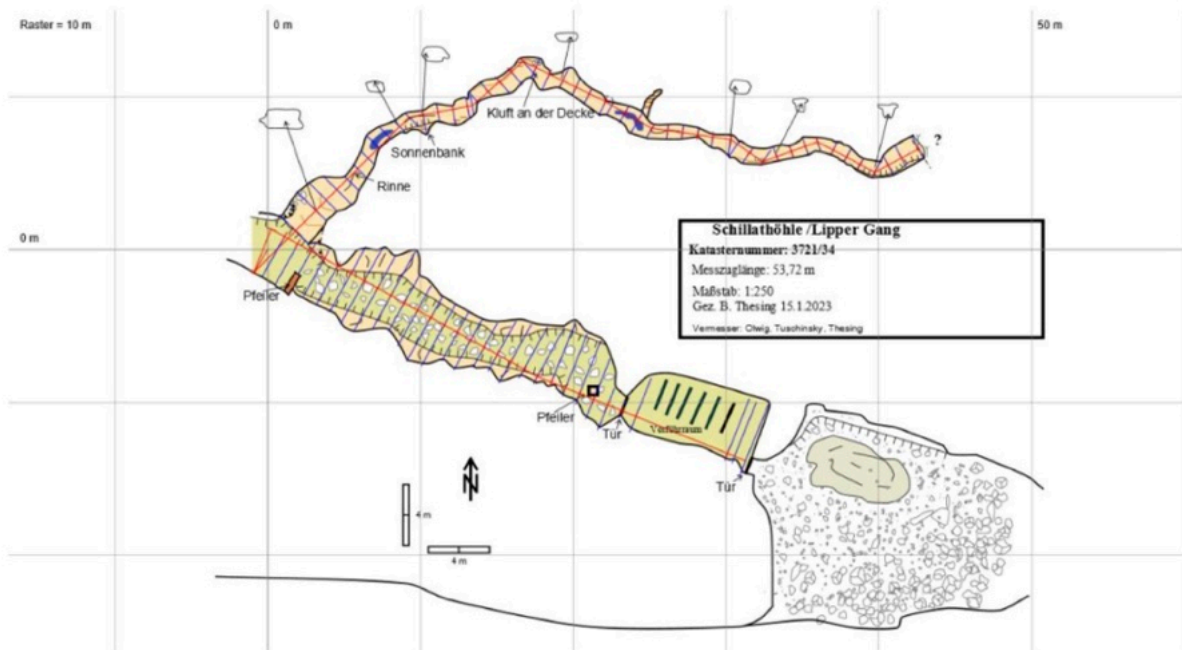 Raster = 10 m
0 m
50 m
Kluft an der Decke
Sonnenbank
Rinne
?
0 m
Schillathöhle /Lipper Gang
Katasternummer: 3721/34
Messzuglänge: 53,72 m
Maßstab: 1:250
Gez. B. Thesing 15.1.2023
Vermesser: Olwig, Tuschinsky, Thesing
Pfeiler
Pfeiler
Tür
Tür
N
4 m
4 m